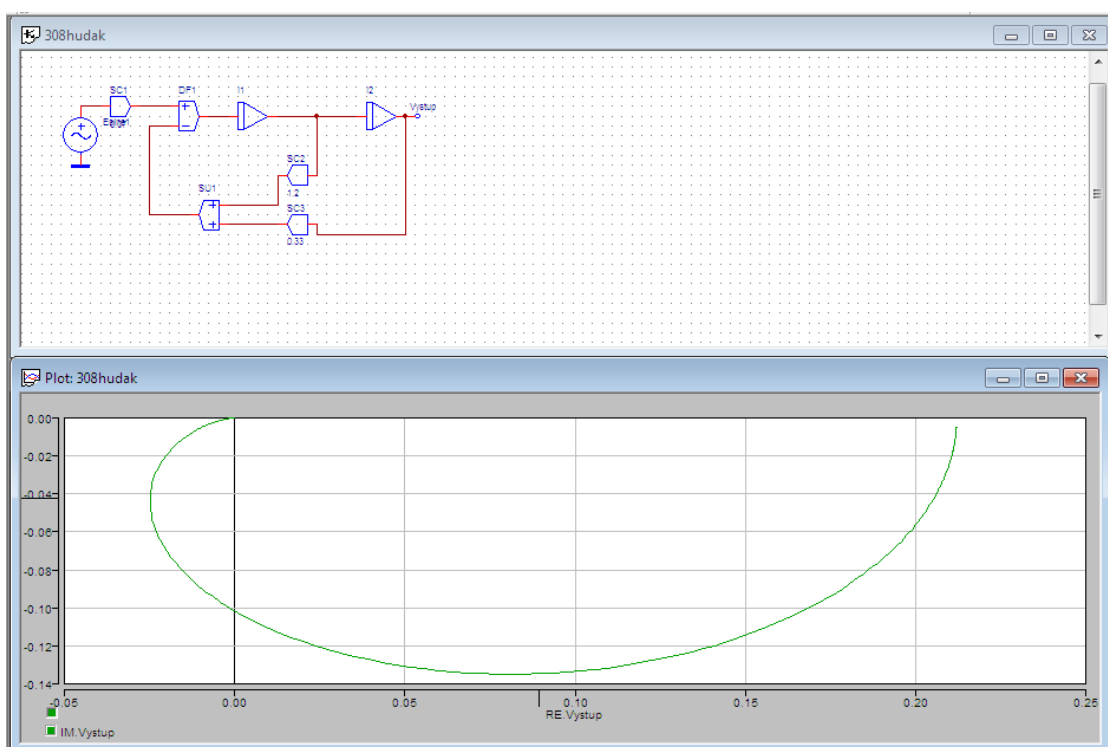 308hudak
SC1
DF1
I1
I2
Vystup
SC2
1.2
SU1
SC3
0.33
Plot: 308hudak
0.00
-0.02
-0.04
-0.06
-0.08
-0.10
-0.12
-0.14
-0.05 0.00 0.05 0.10 0.15 0.20 0.25
RE.Vystup
IM.Vystup